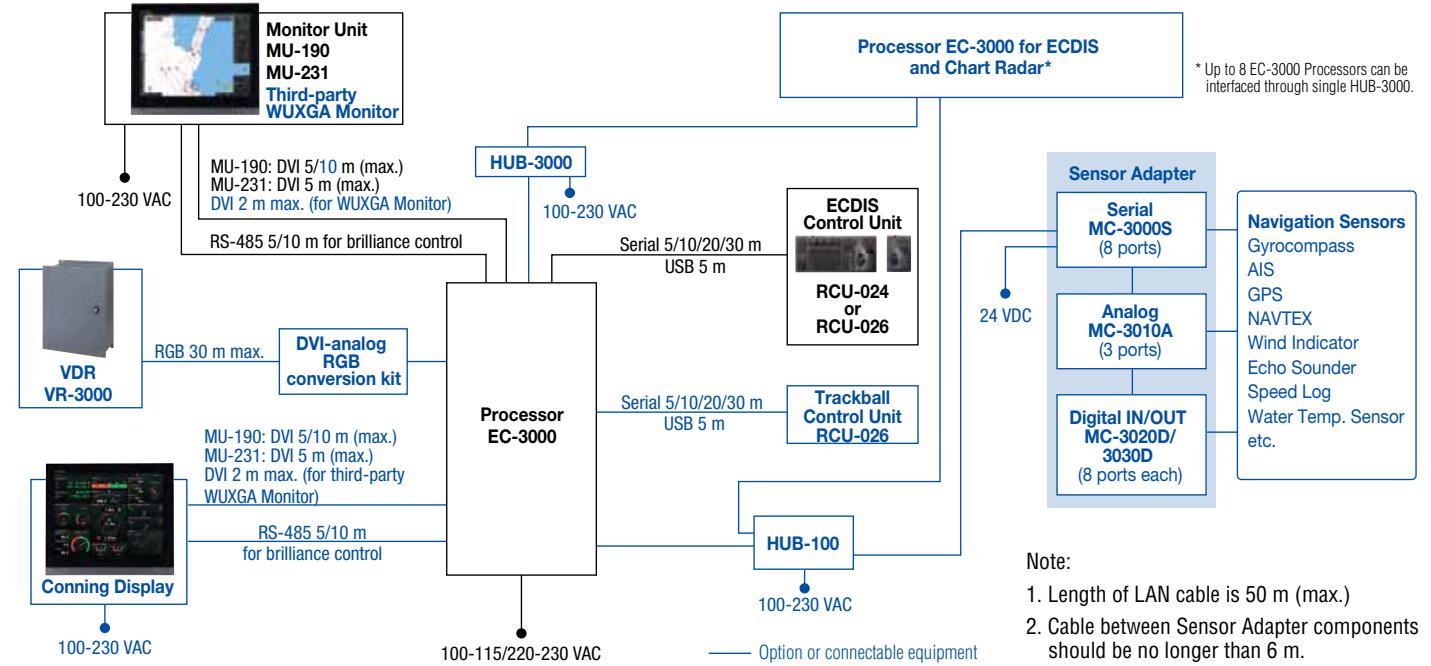 Monitor Unit
MU-190
MU-231
Third-party
WUXGA Monitor
100-230 VAC
MU-190: DVI 5/10 m (max.)
MU-231: DVI 5 m (max.)
DVI 2 m max. (for WUXGA Monitor)
RS-485 5/10 m for brilliance control
Processor EC-3000 for ECDIS
and Chart Radar*
* Up to 8 EC-3000 Processors can be
interfaced through single HUB-3000.
HUB-3000
100-230 VAC
ECDIS
Control Unit
RCU-024
or
RCU-026
Serial 5/10/20/30 m
USB 5 m
VDR
VR-3000
RGB 30 m max.
DVI-analog
RGB
conversion kit
Processor
EC-3000
Serial 5/10/20/30 m
USB 5 m
Trackball
Control Unit
RCU-026
MU-190: DVI 5/10 m (max.)
MU-231: DVI 5 m (max.)
DVI 2 m max. (for third-party
WUXGA Monitor)
RS-485 5/10 m
for brilliance control
Conning Display
100-230 VAC
100-115/220-230 VAC
HUB-100
100-230 VAC
Option or connectable equipment
Sensor Adapter
Serial
MC-3000S
(8 ports)
24 VDC
Analog
MC-3010A
(3 ports)
Digital IN/OUT
MC-3020D/
3030D
(8 ports each)
Navigation Sensors
Gyrocompass
AIS
GPS
NAVTEX
Wind Indicator
Echo Sounder
Speed Log
Water Temp. Sensor
etc.
Note:
1. Length of LAN cable is 50 m (max.)
2. Cable between Sensor Adapter components
should be no longer than 6 m.